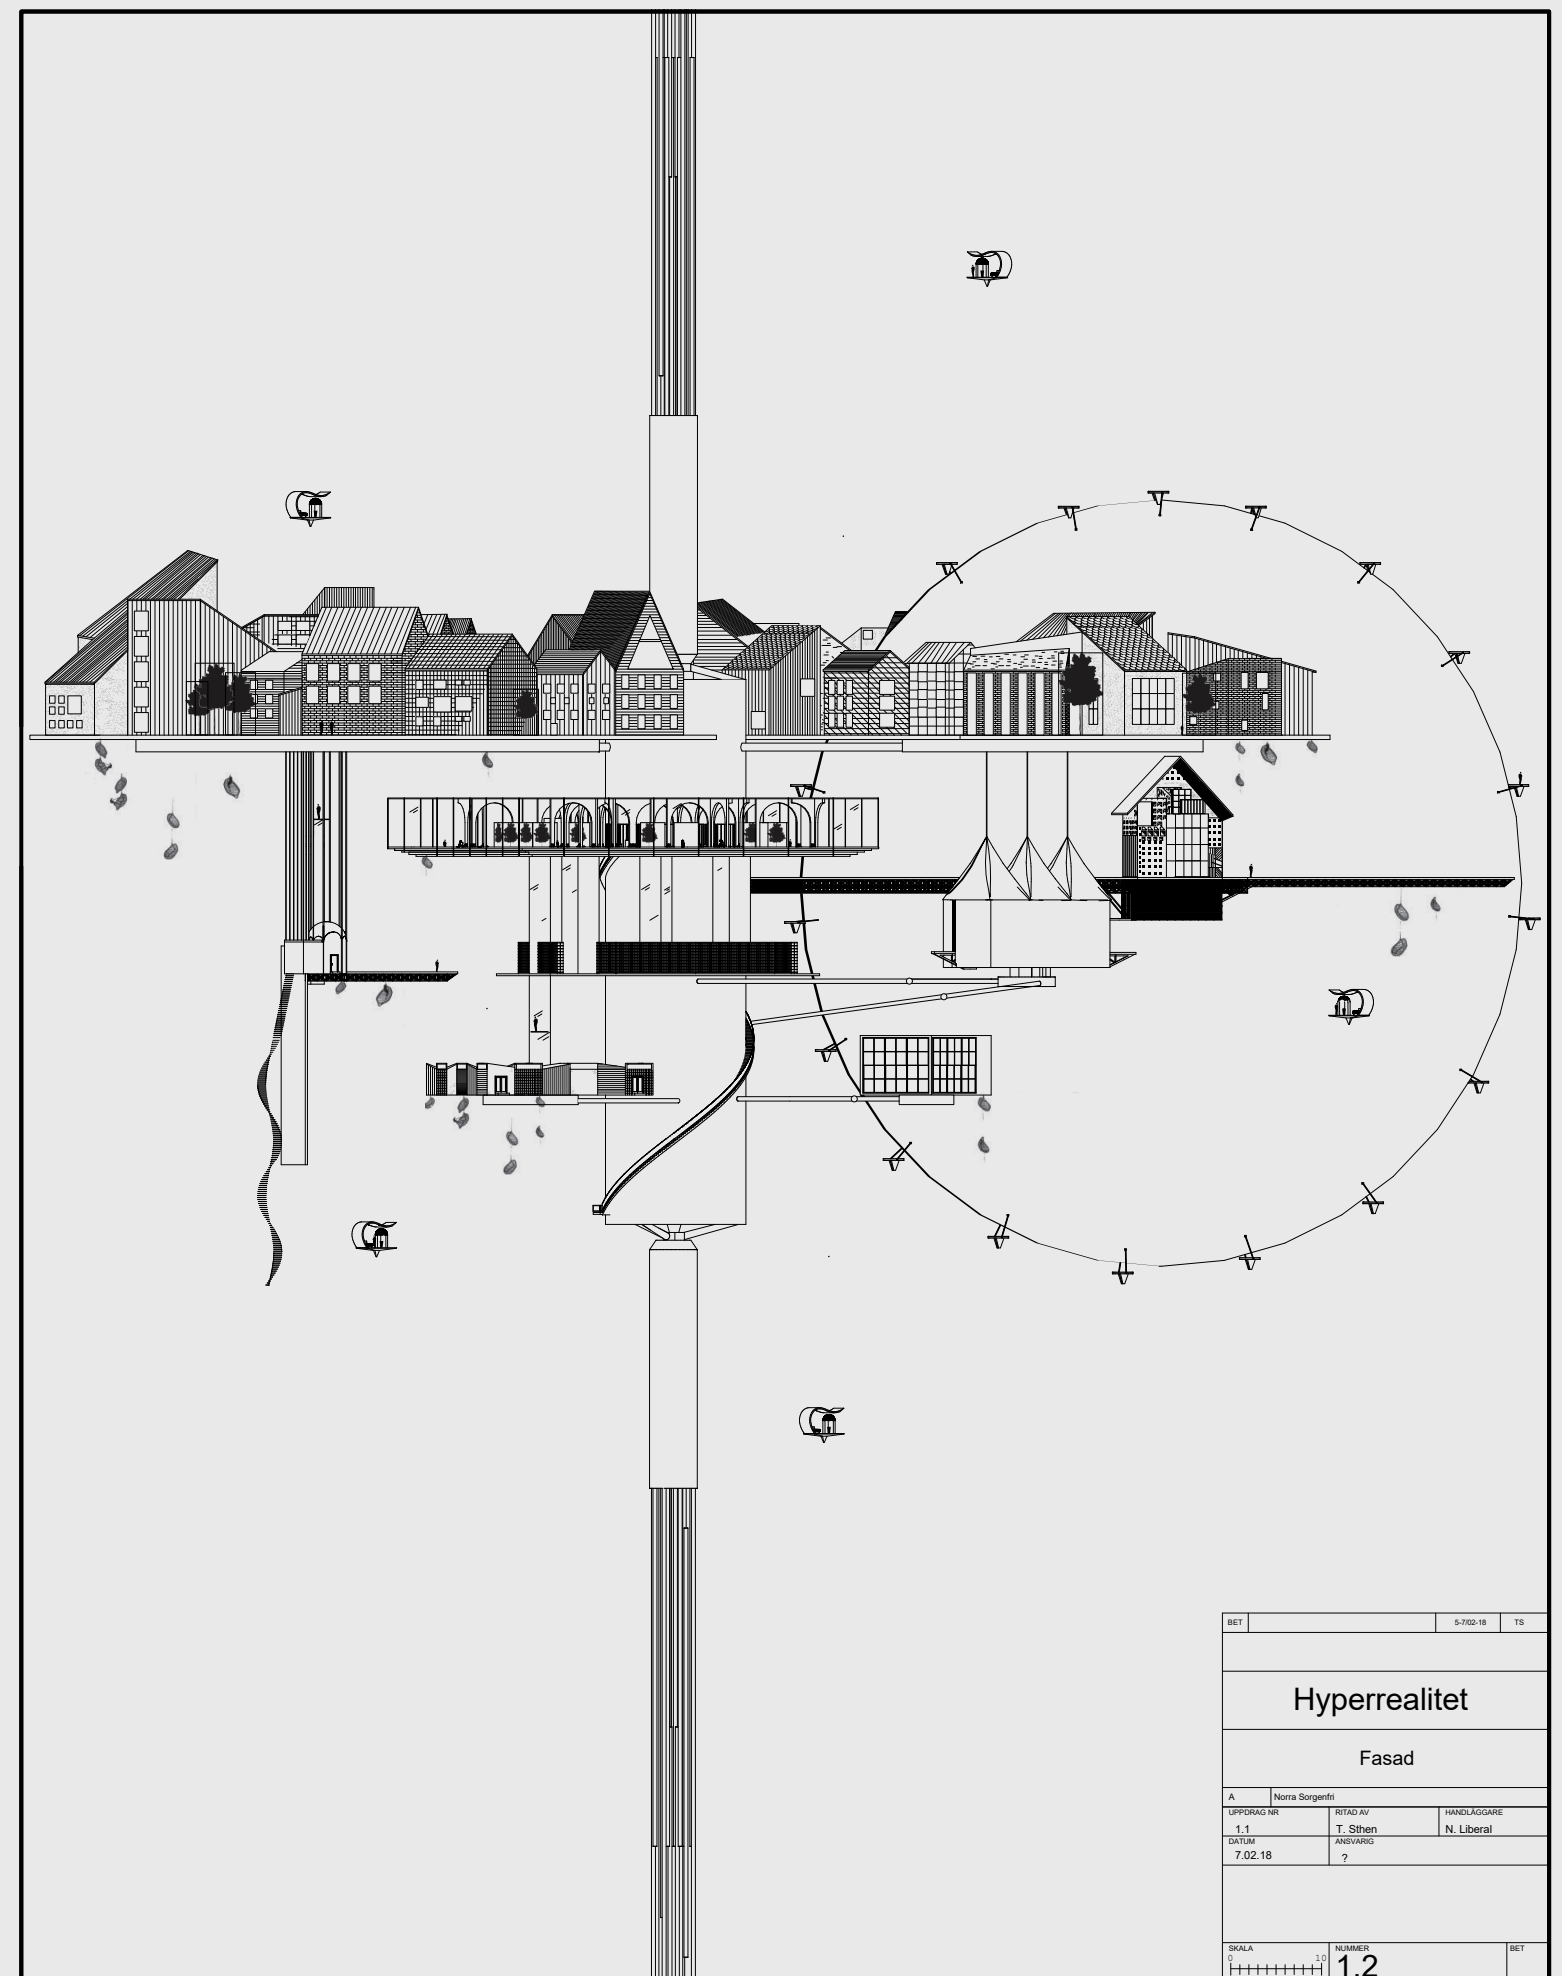 BET 5-7/02-18 TS
Hyperrealitet
Fasad
A Norra Sorgenfri
UPPDRAG NR RITAD AV HANDLÄGGARE
1.1 T. Sthen N. Liberal
DATUM ANSVARIG
7.02.18 ?
SKALA NUMMER BET
0 10 1.2